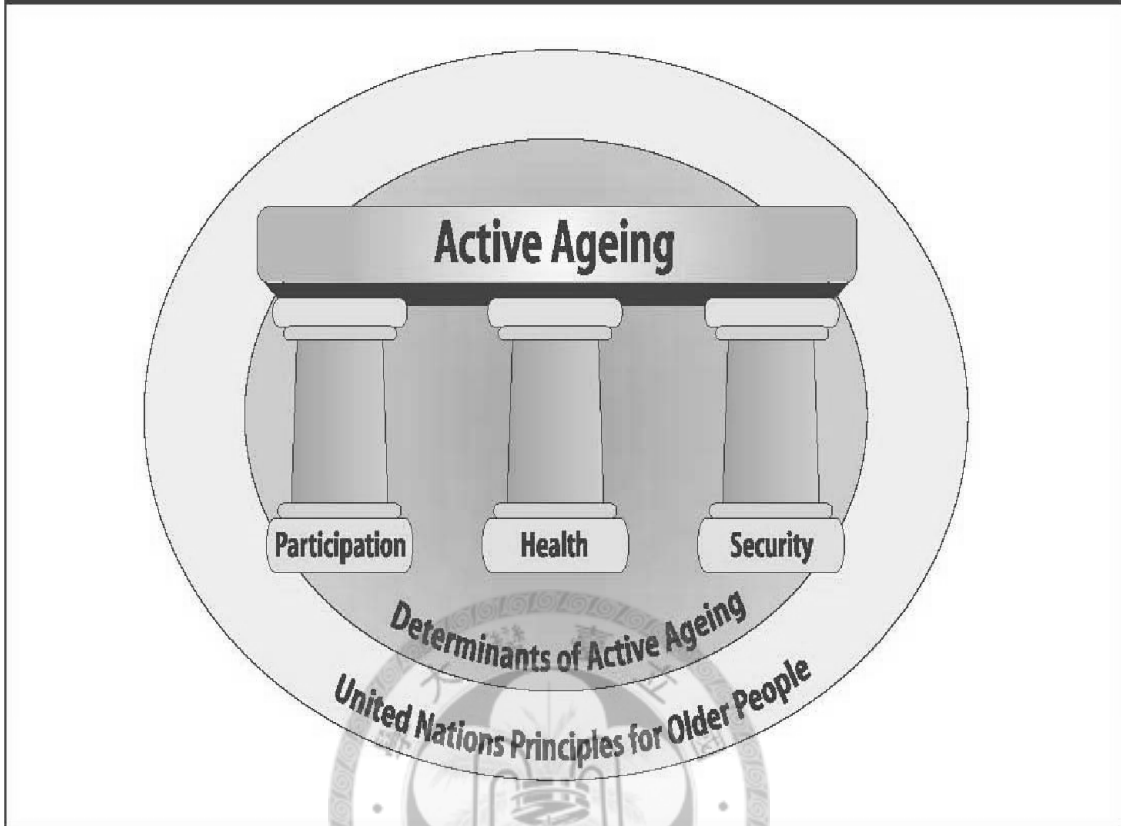 Active Ageing
Participation
Health
Security
Determinants of Active Ageing
United Nations Principles for Older People